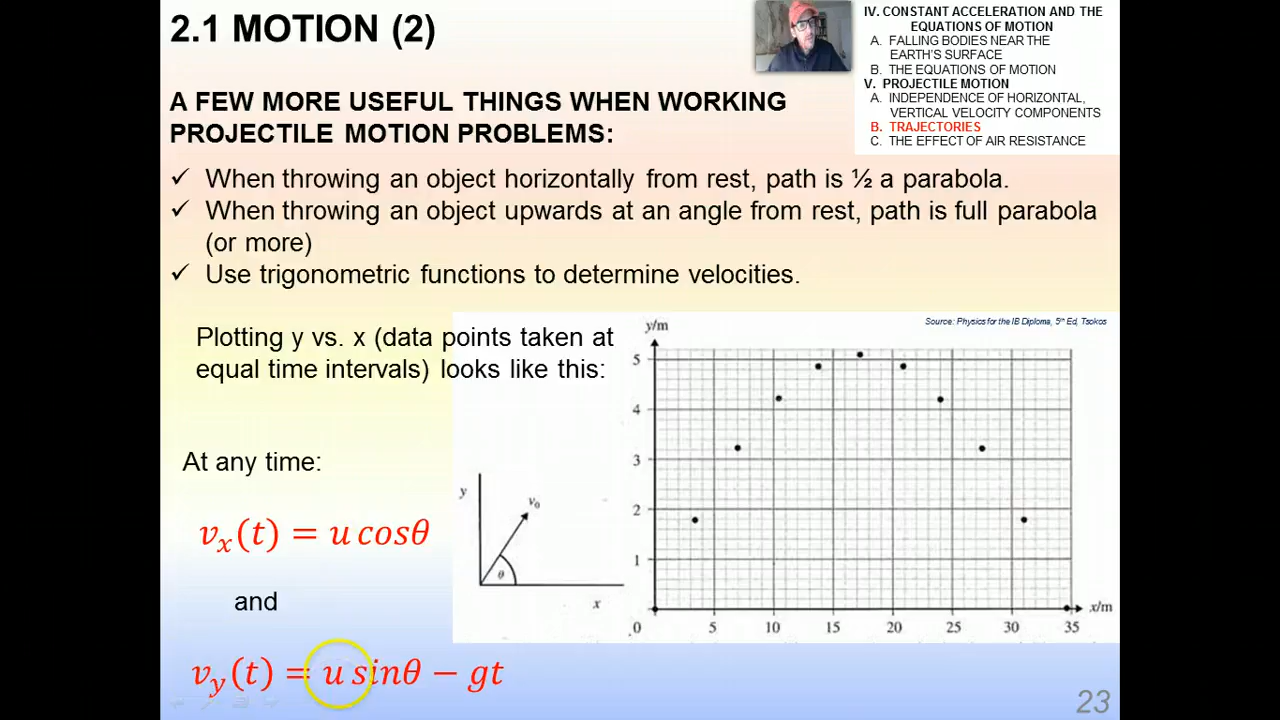 2.1 MOTION (2)
IV. CONSTANT ACCELERATION AND THE
EQUATIONS OF MOTION
A. FALLING BODIES NEAR THE
EARTH'S SURFACE
B. THE EQUATIONS OF MOTION
V. PROJECTILE MOTION
A. INDEPENDENCE OF HORIZONTAL,
VERTICAL VELOCITY COMPONENTS
B. TRAJECTORIES
C. THE EFFECT OF AIR RESISTANCE
A FEW MORE USEFUL THINGS WHEN WORKING
PROJECTILE MOTION PROBLEMS:
✓ When throwing an object horizontally from rest, path is ½ a parabola.
✓ When throwing an object upwards at an angle from rest, path is full parabola
(or more)
✓ Use trigonometric functions to determine velocities.
Plotting y vs. x (data points taken at
equal time intervals) looks like this:
Source: Physics for the IB Diploma, 5th Ed, Tsokos
y/m
5
4
3
2
1
0 5 10 15 20 25 30 35
x/m
y
v₀
θ
x
At any time:
vₓ(t) = u cosθ
and
v_y(t) = u sinθ − gt
23